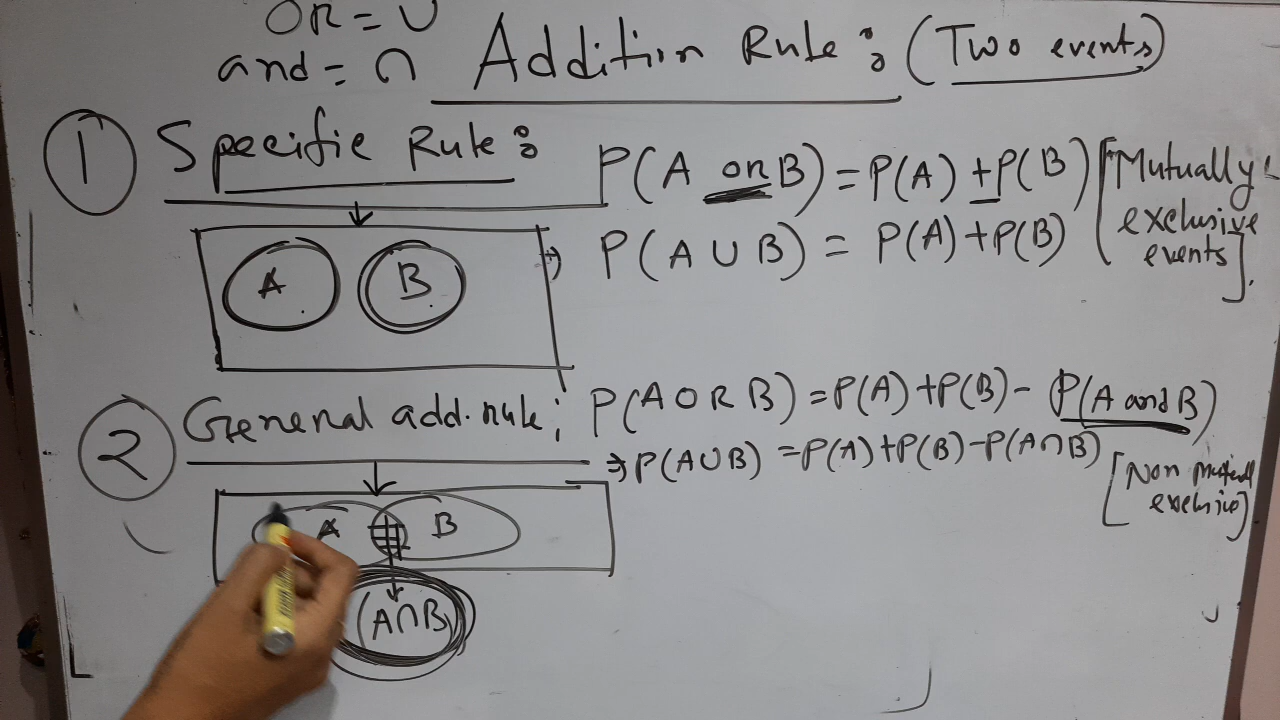 OR = ∪
and = ∩
Addition Rule: (Two events)
1 Specific Rule:
P(A or B) = P(A) + P(B) [Mutually exclusive events].
⇒ P(A ∪ B) = P(A) + P(B)
A B
2 General add. rule; P(A OR B) = P(A) + P(B) - P(A and B)
⇒ P(A∪B) = P(A) + P(B) - P(A∩B)
[Non exclusive]
A B
(A∩B)